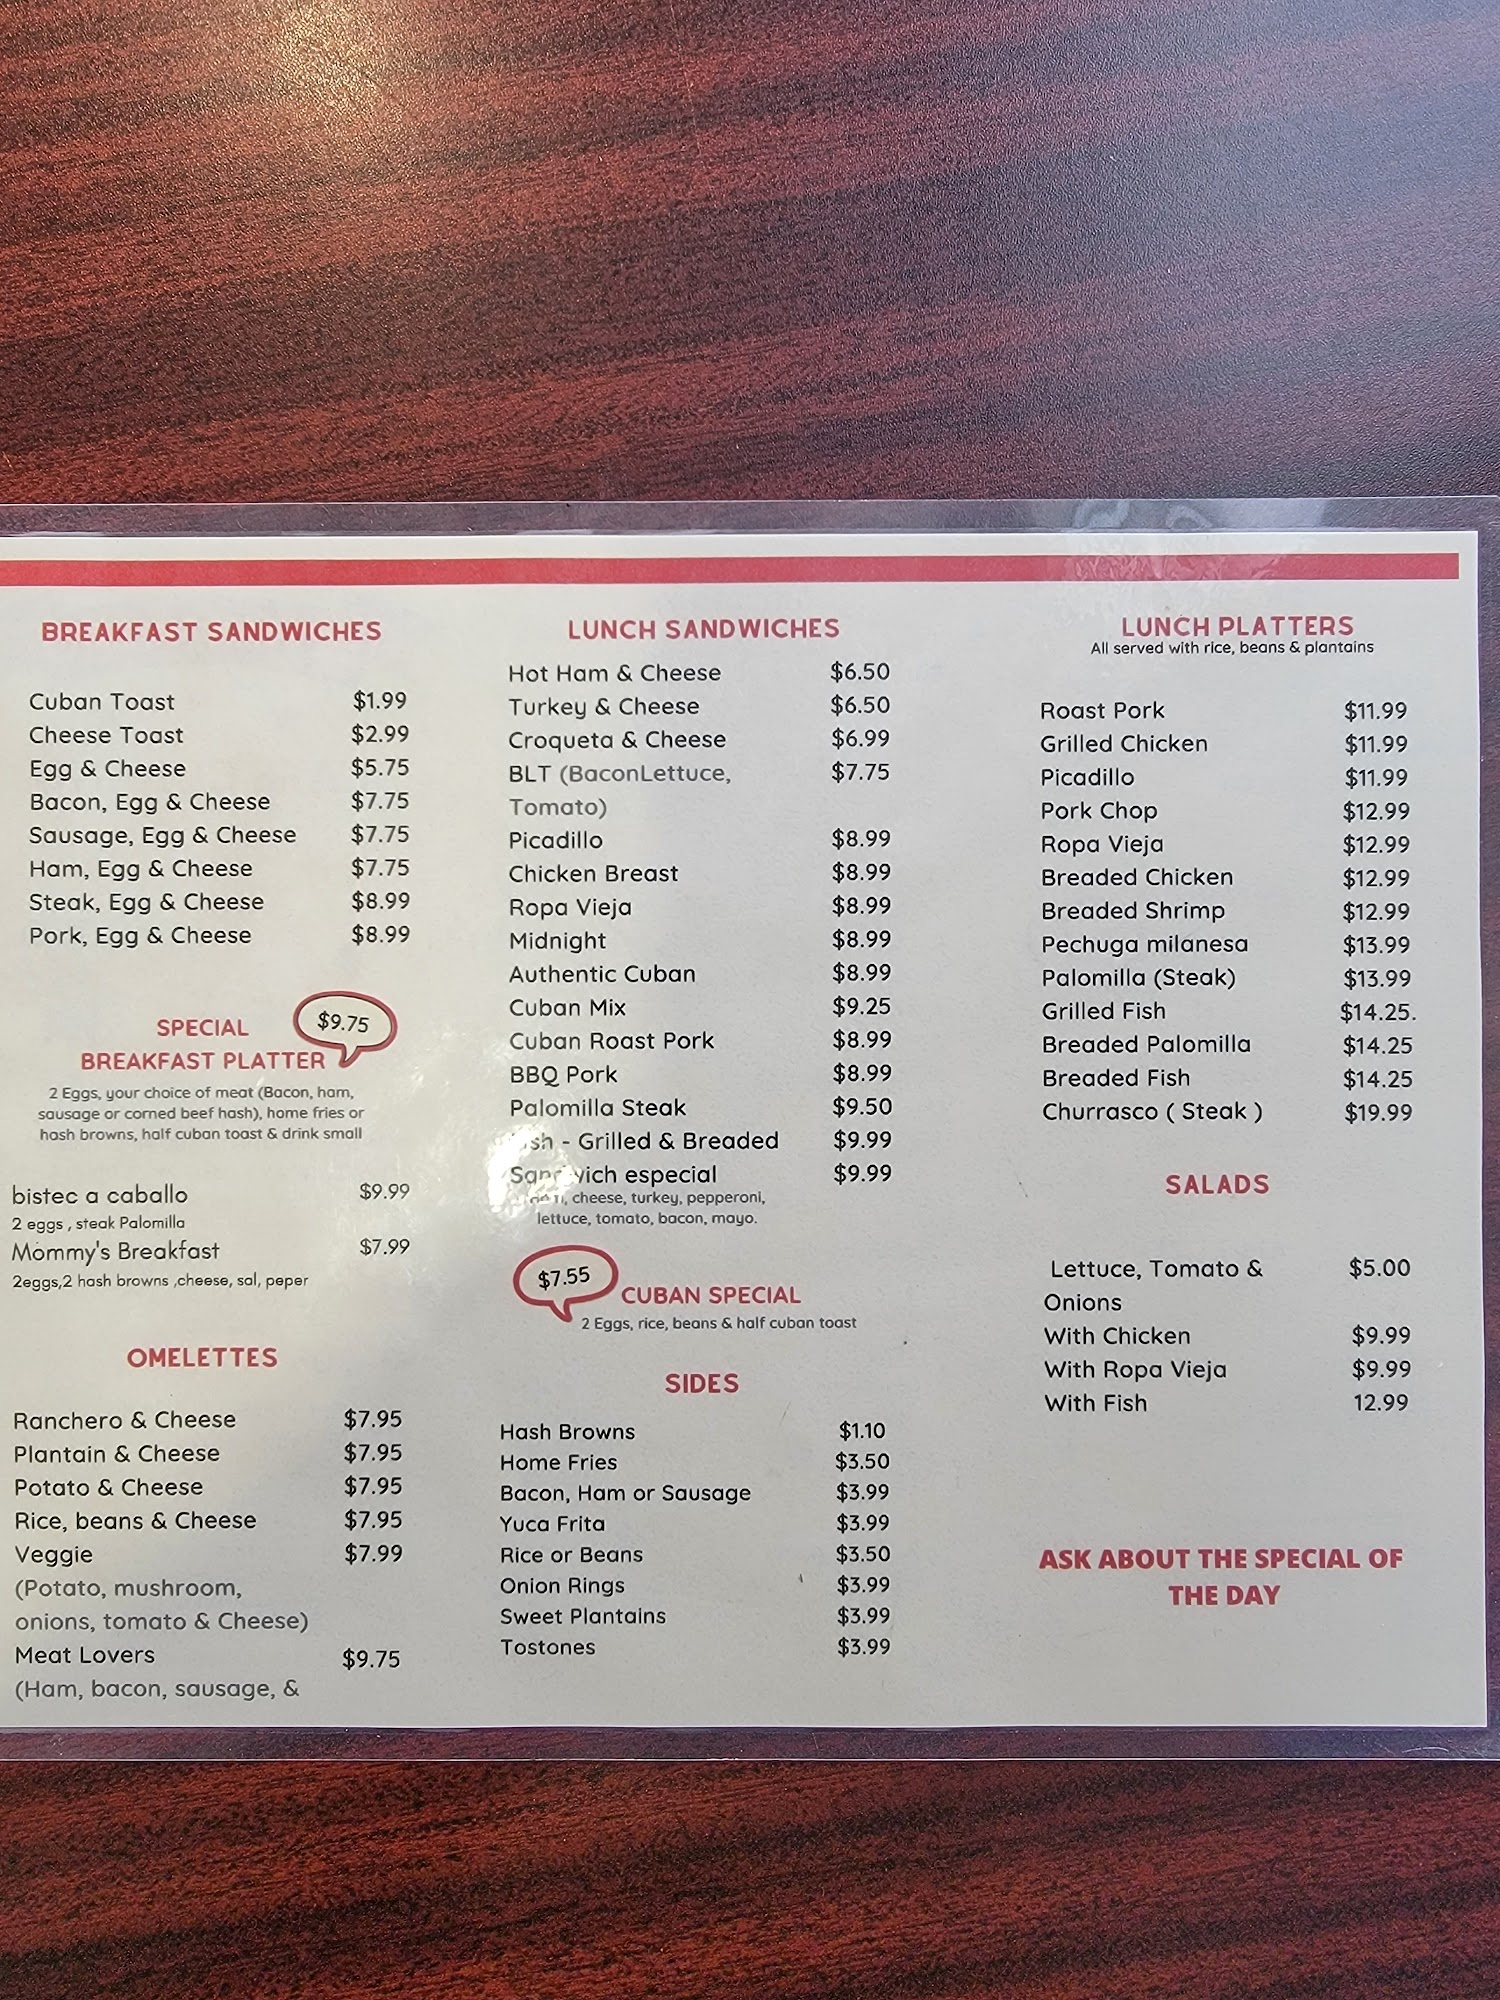 BREAKFAST SANDWICHES
Cuban Toast $1.99
Cheese Toast $2.99
Egg & Cheese $5.75
Bacon, Egg & Cheese $7.75
Sausage, Egg & Cheese $7.75
Ham, Egg & Cheese $7.75
Steak, Egg & Cheese $8.99
Pork, Egg & Cheese $8.99
SPECIAL $9.75
BREAKFAST PLATTER
2 Eggs, your choice of meat (Bacon, ham,
sausage or corned beef hash), home fries or
hash browns, half cuban toast & drink small
bistec a caballo $9.99
2 eggs , steak Palomilla
Mommy's Breakfast $7.99
2eggs,2 hash browns ,cheese, sal, peper
OMELETTES
Ranchero & Cheese $7.95
Plantain & Cheese $7.95
Potato & Cheese $7.95
Rice, beans & Cheese $7.95
Veggie $7.99
(Potato, mushroom,
onions, tomato & Cheese)
Meat Lovers $9.75
(Ham, bacon, sausage, &
LUNCH SANDWICHES
Hot Ham & Cheese $6.50
Turkey & Cheese $6.50
Croqueta & Cheese $6.99
BLT (BaconLettuce, $7.75
Tomato)
Picadillo $8.99
Chicken Breast $8.99
Ropa Vieja $8.99
Midnight $8.99
Authentic Cuban $8.99
Cuban Mix $9.25
Cuban Roast Pork $8.99
BBQ Pork $8.99
Palomilla Steak $9.50
- Grilled & Breaded $9.99
Sandwich especial $9.99
cheese, turkey, pepperoni,
lettuce, tomato, bacon, mayo.
$7.55
CUBAN SPECIAL
2 Eggs, rice, beans & half cuban toast
SIDES
Hash Browns $1.10
Home Fries $3.50
Bacon, Ham or Sausage $3.99
Yuca Frita $3.99
Rice or Beans $3.50
Onion Rings $3.99
Sweet Plantains $3.99
Tostones $3.99
LUNCH PLATTERS
All served with rice, beans & plantains
Roast Pork $11.99
Grilled Chicken $11.99
Picadillo $11.99
Pork Chop $12.99
Ropa Vieja $12.99
Breaded Chicken $12.99
Breaded Shrimp $12.99
Pechuga milanesa $13.99
Palomilla (Steak) $13.99
Grilled Fish $14.25.
Breaded Palomilla $14.25
Breaded Fish $14.25
Churrasco ( Steak ) $19.99
SALADS
Lettuce, Tomato & $5.00
Onions
With Chicken $9.99
With Ropa Vieja $9.99
With Fish 12.99
ASK ABOUT THE SPECIAL OF
THE DAY